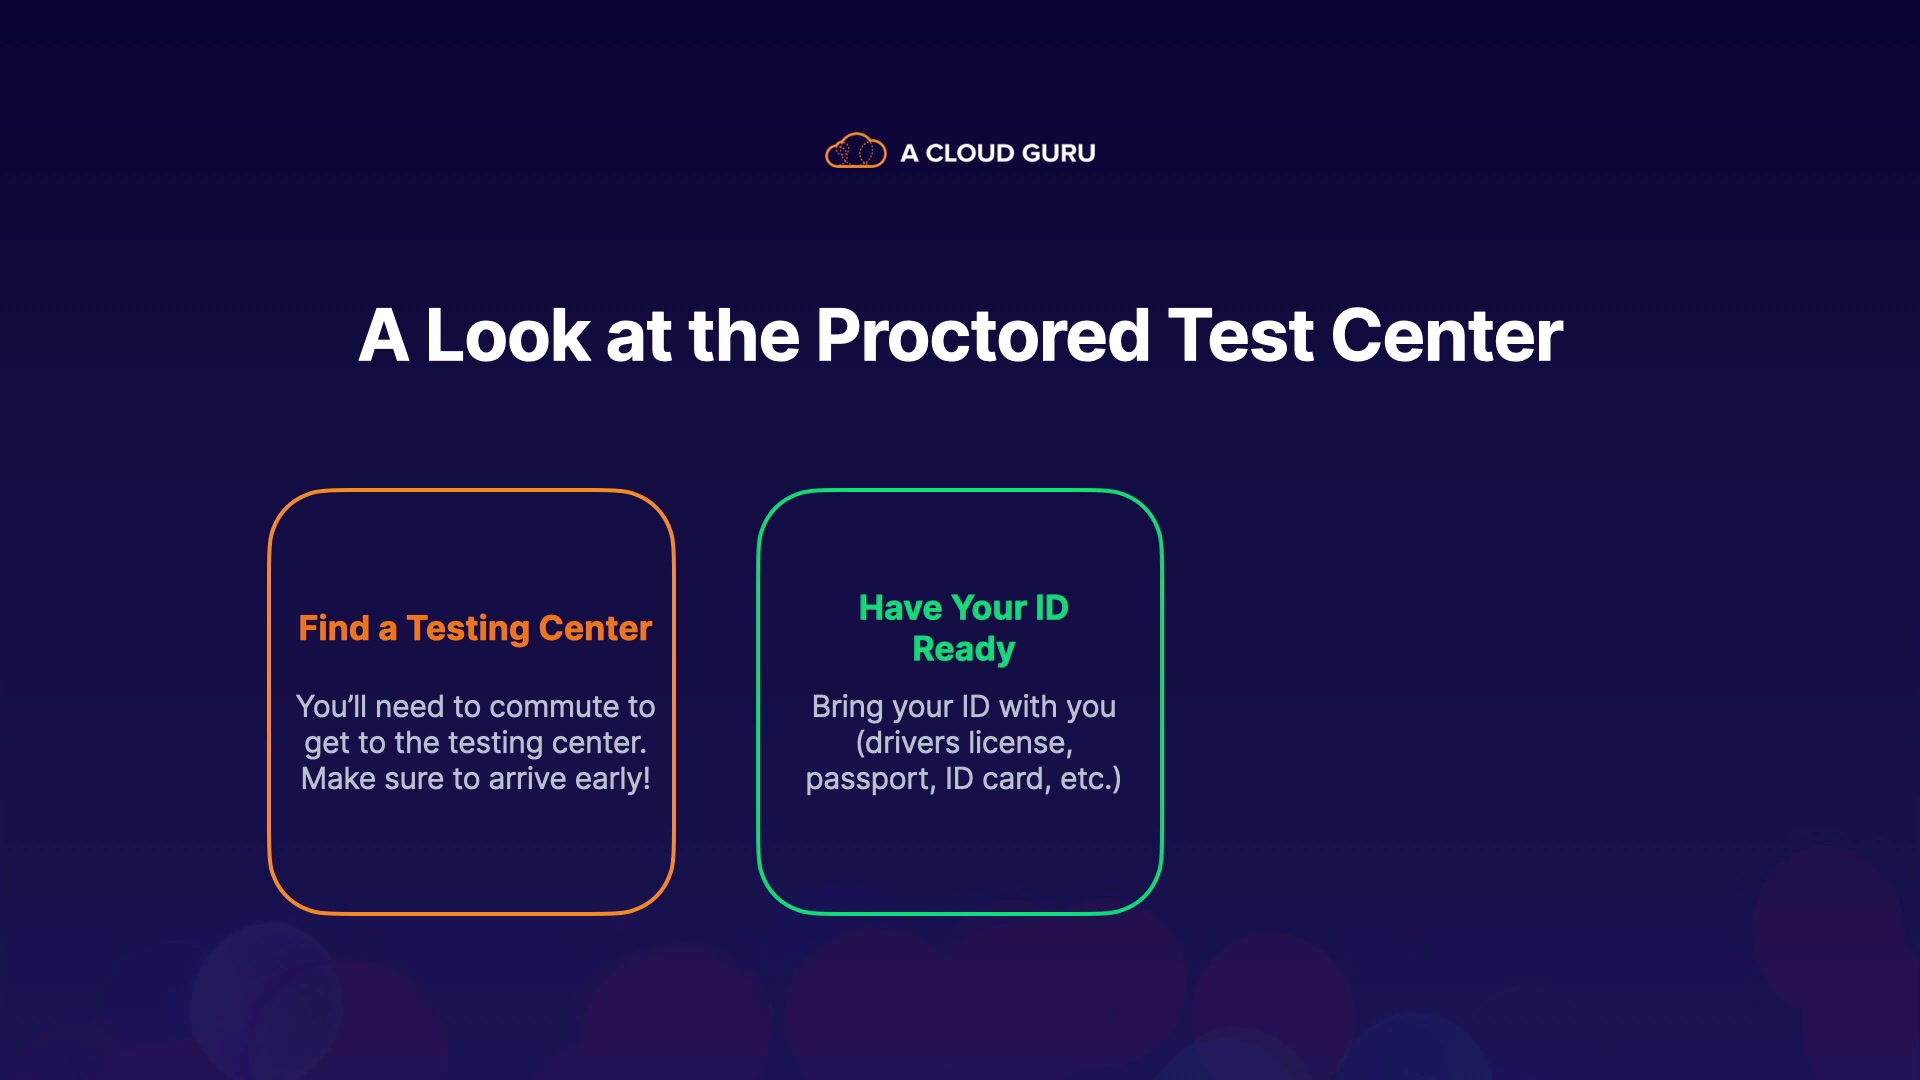 A CLOUD GURU
A Look at the Proctored Test Center
Find a Testing Center
You’ll need to commute to
get to the testing center.
Make sure to arrive early!
Have Your ID
Ready
Bring your ID with you
(drivers license,
passport, ID card, etc.)